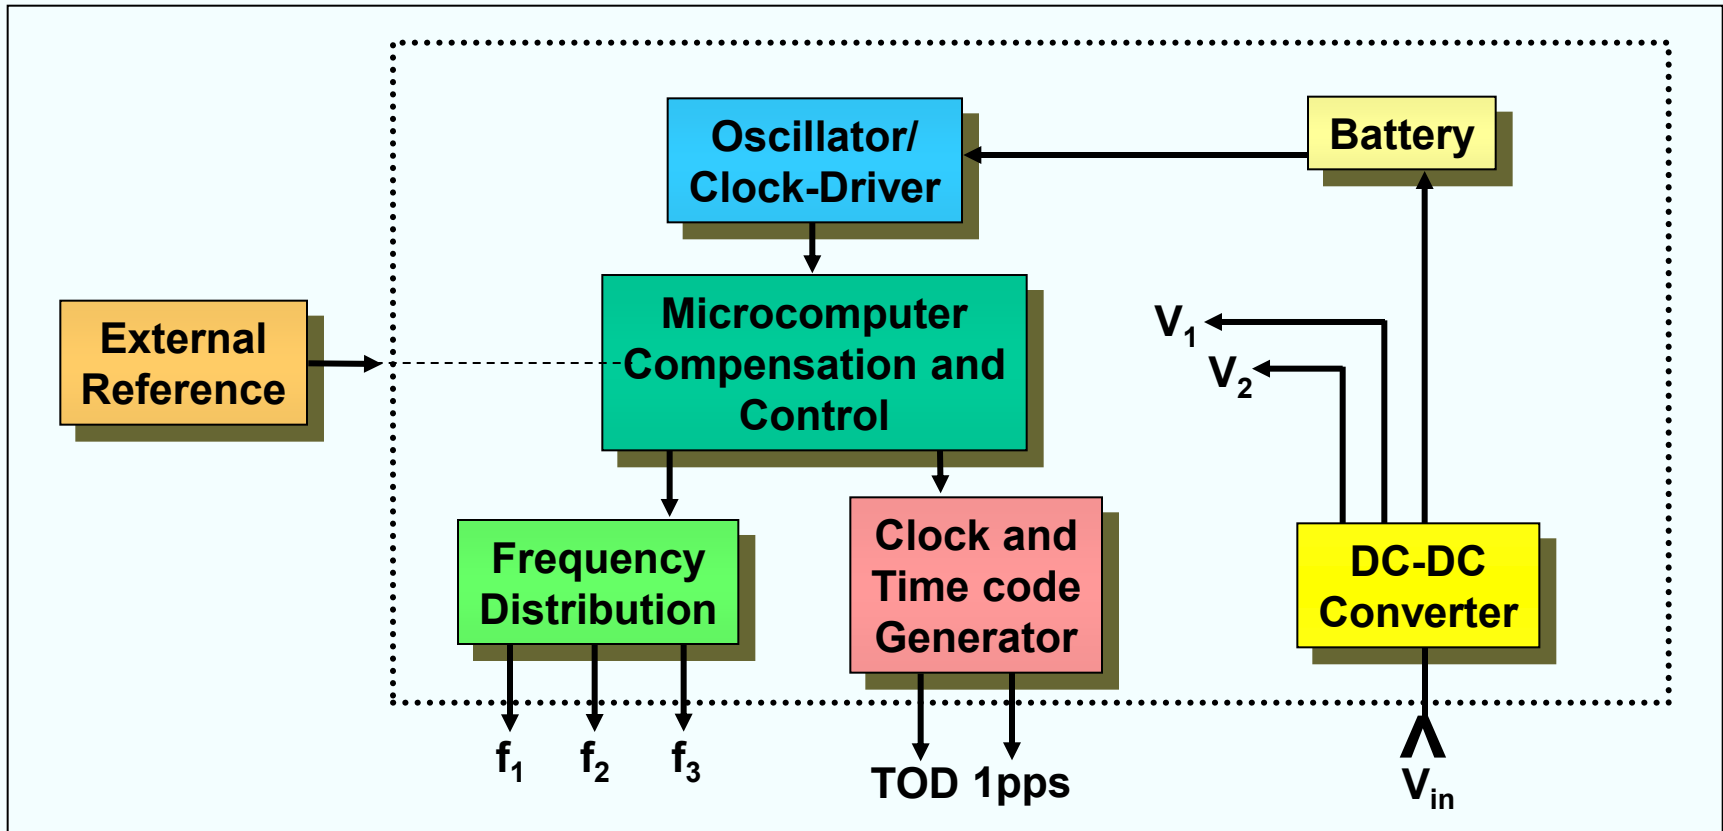 Oscillator/
Clock-Driver
Battery
External
Reference
Microcomputer
Compensation and
Control
V₁
V₂
Frequency
Distribution
Clock and
Time code
Generator
DC-DC
Converter
f₁
f₂
f₃
TOD
1pps
Vᵢₙ